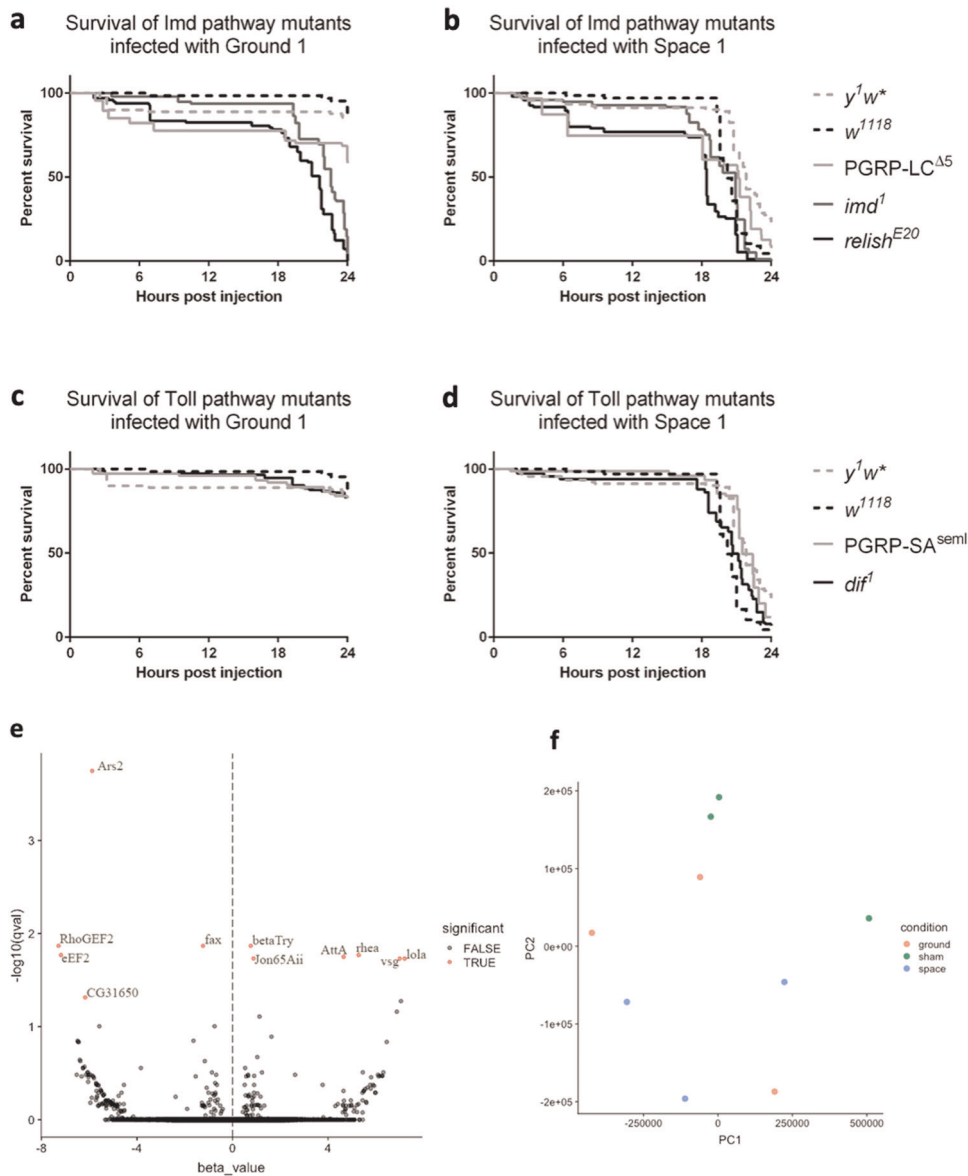 a
Survival of Imd pathway mutants
infected with Ground 1
Percent survival
100
50
0
0 6 12 18 24
Hours post injection
b
Survival of Imd pathway mutants
infected with Space 1
Percent survival
100
50
0
0 6 12 18 24
Hours post injection
y¹w*
w¹¹¹⁸
PGRP-LC^Δ5
imd¹
relish^E20
c
Survival of Toll pathway mutants
infected with Ground 1
Percent survival
100
50
0
0 6 12 18 24
Hours post injection
d
Survival of Toll pathway mutants
infected with Space 1
Percent survival
100
50
0
0 6 12 18 24
Hours post injection
y¹w*
w¹¹¹⁸
PGRP-SA^seml
dif¹
e
-log10(qval)
3
2
1
0
Ars2
RhoGEF2
eEF2
CG31650
fax
betaTry
Jon65Aii
AttA
rhea
vsg
lola
-8 -4 0 4
beta_value
significant
FALSE
TRUE
f
PC2
2e+05
1e+05
0e+00
-1e+05
-2e+05
-250000 0 250000 500000
PC1
condition
ground
sham
space